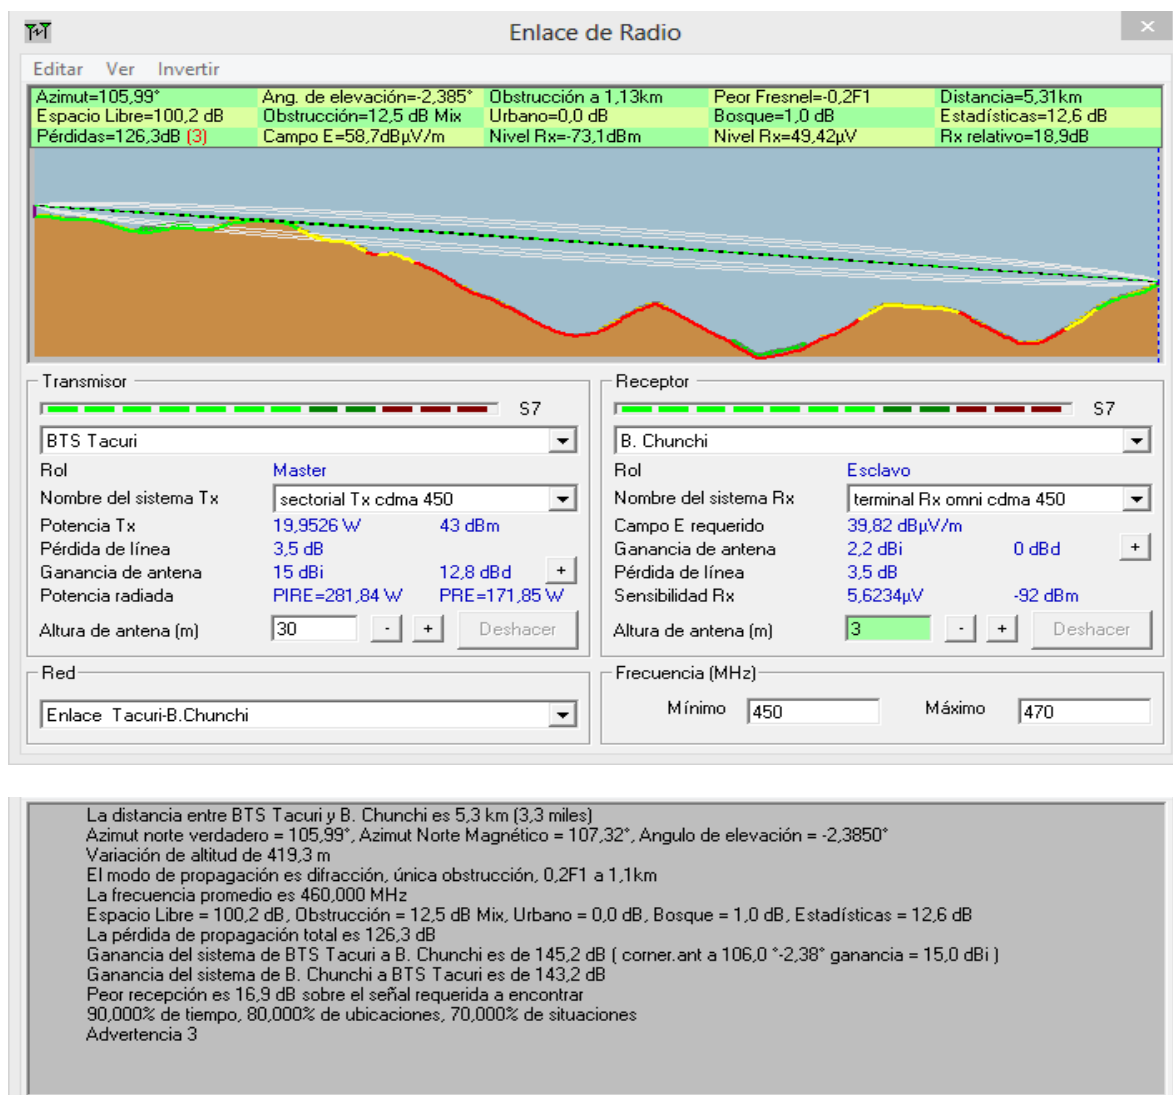 Enlace de Radio
Editar Ver Invertir
Azimut=105,99° Ang. de elevación=-2,385° Obstrucción a 1,13km Peor Fresnel=-0,2F1 Distancia=5,31km
Espacio Libre=100,2 dB Obstrucción=12,5 dB Mix Urbano=0,0 dB Bosque=1,0 dB Estadísticas=12,6 dB
Pérdidas=126,3dB (3) Campo E=58,7dBµV/m Nivel Rx=-73,1dBm Nivel Rx=49,42µV Rx relativo=18,9dB
Transmisor
S7
BTS Tacuri
Rol Master
Nombre del sistema Tx sectorial Tx cdma 450
Potencia Tx 19,9526 W 43 dBm
Pérdida de línea 3,5 dB
Ganancia de antena 15 dBi 12,8 dBd +
Potencia radiada PIRE=281,84 W PRE=171,85 W
Altura de antena (m) 30 - + Deshacer
Receptor
S7
B. Chunchi
Rol Esclavo
Nombre del sistema Rx terminal Rx omni cdma 450
Campo E requerido 39,82 dBµV/m
Ganancia de antena 2,2 dBi 0 dBd +
Pérdida de línea 3,5 dB
Sensibilidad Rx 5,6234µV -92 dBm
Altura de antena (m) 3 - + Deshacer
Red
Enlace Tacuri-B.Chunchi
Frecuencia (MHz)
Mínimo 450 Máximo 470
La distancia entre BTS Tacuri y B. Chunchi es 5,3 km (3,3 miles)
Azimut norte verdadero = 105,99°, Azimut Norte Magnético = 107,32°, Angulo de elevación = -2,3850°
Variación de altitud de 419,3 m
El modo de propagación es difracción, única obstrucción, 0,2F1 a 1,1km
La frecuencia promedio es 460,000 MHz
Espacio Libre = 100,2 dB, Obstrucción = 12,5 dB Mix, Urbano = 0,0 dB, Bosque = 1,0 dB, Estadísticas = 12,6 dB
La pérdida de propagación total es 126,3 dB
Ganancia del sistema de BTS Tacuri a B. Chunchi es de 145,2 dB ( corner.ant a 106,0 °-2,38° ganancia = 15,0 dBi )
Ganancia del sistema de B. Chunchi a BTS Tacuri es de 143,2 dB
Peor recepción es 16,9 dB sobre el señal requerida a encontrar
90,000% de tiempo, 80,000% de ubicaciones, 70,000% de situaciones
Advertencia 3